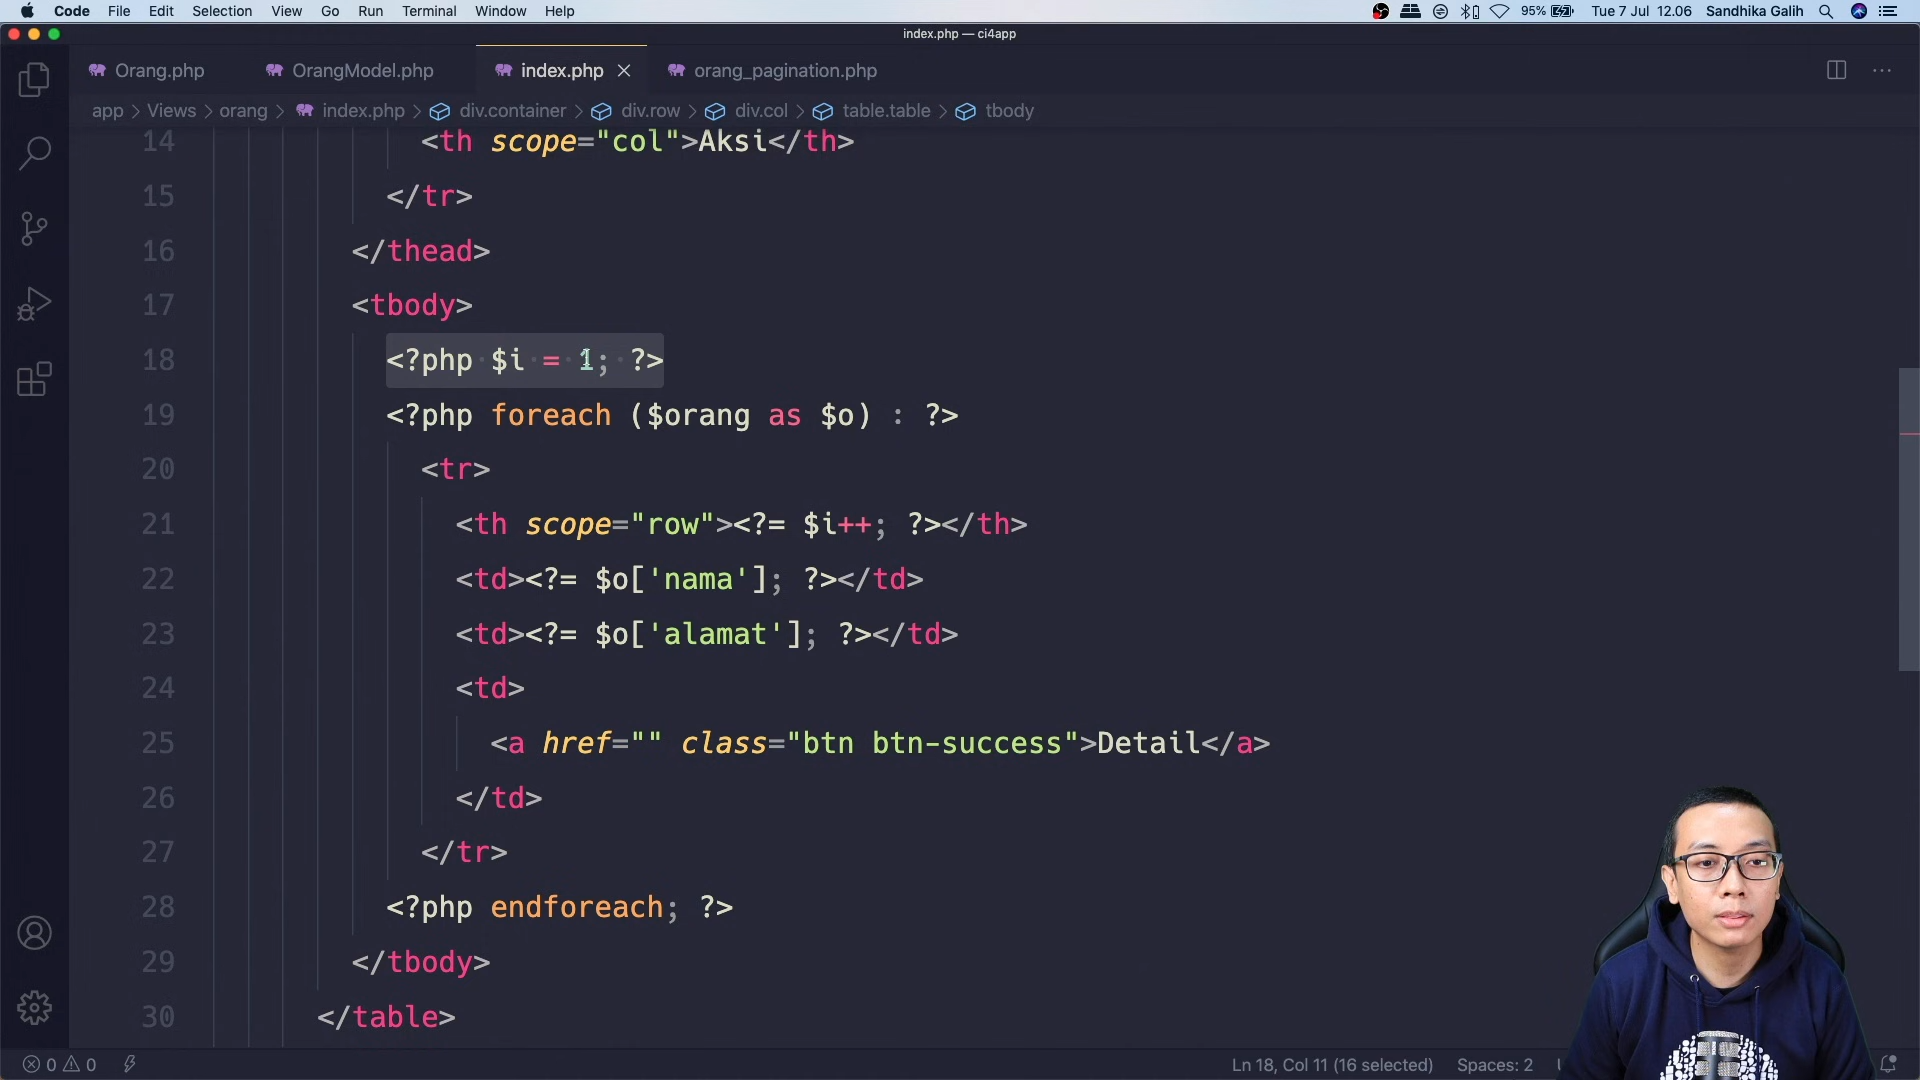 Code File Edit Selection View Go Run Terminal Window Help 95% Tue 7 Jul 12.06 Sandhika Galih
index.php — ci4app
Orang.php OrangModel.php index.php orang_pagination.php
app > Views > orang > index.php > div.container > div.row > div.col > table.table > tbody
14 <th scope="col">Aksi</th>
15 </tr>
16 </thead>
17 <tbody>
18 <?php $i = 1; ?>
19 <?php foreach ($orang as $o) : ?>
20 <tr>
21 <th scope="row"><?= $i++; ?></th>
22 <td><?= $o['nama']; ?></td>
23 <td><?= $o['alamat']; ?></td>
24 <td>
25 <a href="" class="btn btn-success">Detail</a>
26 </td>
27 </tr>
28 <?php endforeach; ?>
29 </tbody>
30 </table>
0 0 Ln 18, Col 11 (16 selected) Spaces: 2